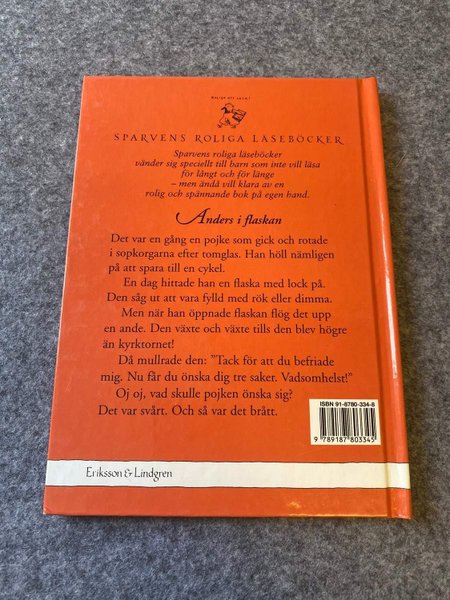 SPARVENS ROLIGA LÄSEBÖCKER
Sparvens roliga läseböcker
vänder sig speciellt till barn som inte vill läsa
för långt och för länge
– men ändå vill klara av en
rolig och spännande bok på egen hand.
Anders i flaskan
Det var en gång en pojke som gick och rotade
i sopkorgarna efter tomglas. Han höll nämligen
på att spara till en cykel.
En dag hittade han en flaska med lock på.
Den såg ut att vara fylld med rök eller dimma.
Men när han öppnade flaskan flög det upp
en ande. Den växte och växte tills den blev högre
än kyrktornet!
Då mullrade den: ”Tack för att du befriade
mig. Nu får du önska dig tre saker. Vadsomhelst!”
Oj oj, vad skulle pojken önska sig?
Det var svårt. Och så var det brått.
ISBN 91-8780-334-8
9 789187 803345
Eriksson & Lindgren